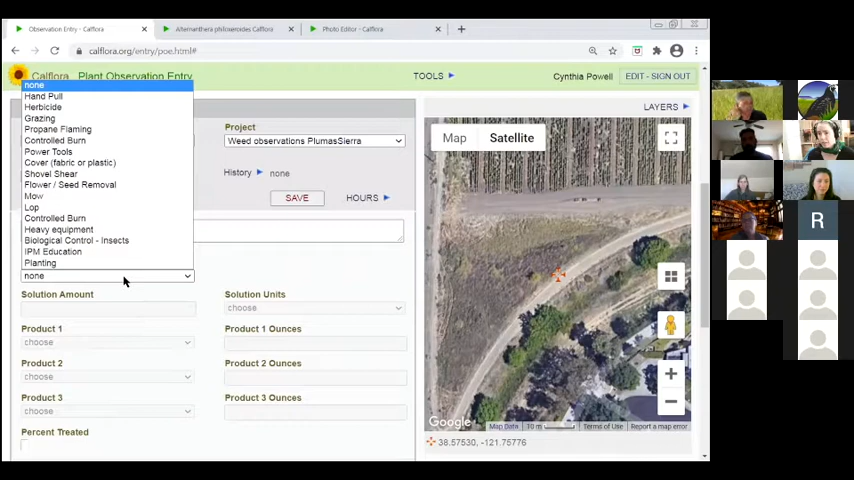 Observation Entry - Calflora
Alternanthera philoxeroides Calflora
Photo Editor - Calflora
calflora.org/entry/poe.html#
Calflora Plant Observation Entry
TOOLS
Cynthia Powell
EDIT - SIGN OUT
none
Hand Pull
Herbicide
Grazing
Propane Flaming
Controlled Burn
Power Tools
Cover (fabric or plastic)
Shovel Shear
Flower / Seed Removal
Mow
Lop
Controlled Burn
Heavy equipment
Biological Control - Insects
IPM Education
Planting
none
Project
Weed observations PlumasSierra
History none
SAVE
HOURS
Solution Amount
Solution Units
choose
Product 1
choose
Product 1 Ounces
Product 2
choose
Product 2 Ounces
Product 3
choose
Product 3 Ounces
Percent Treated
LAYERS
Map Satellite
Google
Map Data
10 m
Terms of Use
Report a map error
38.57530, -121.75776
R